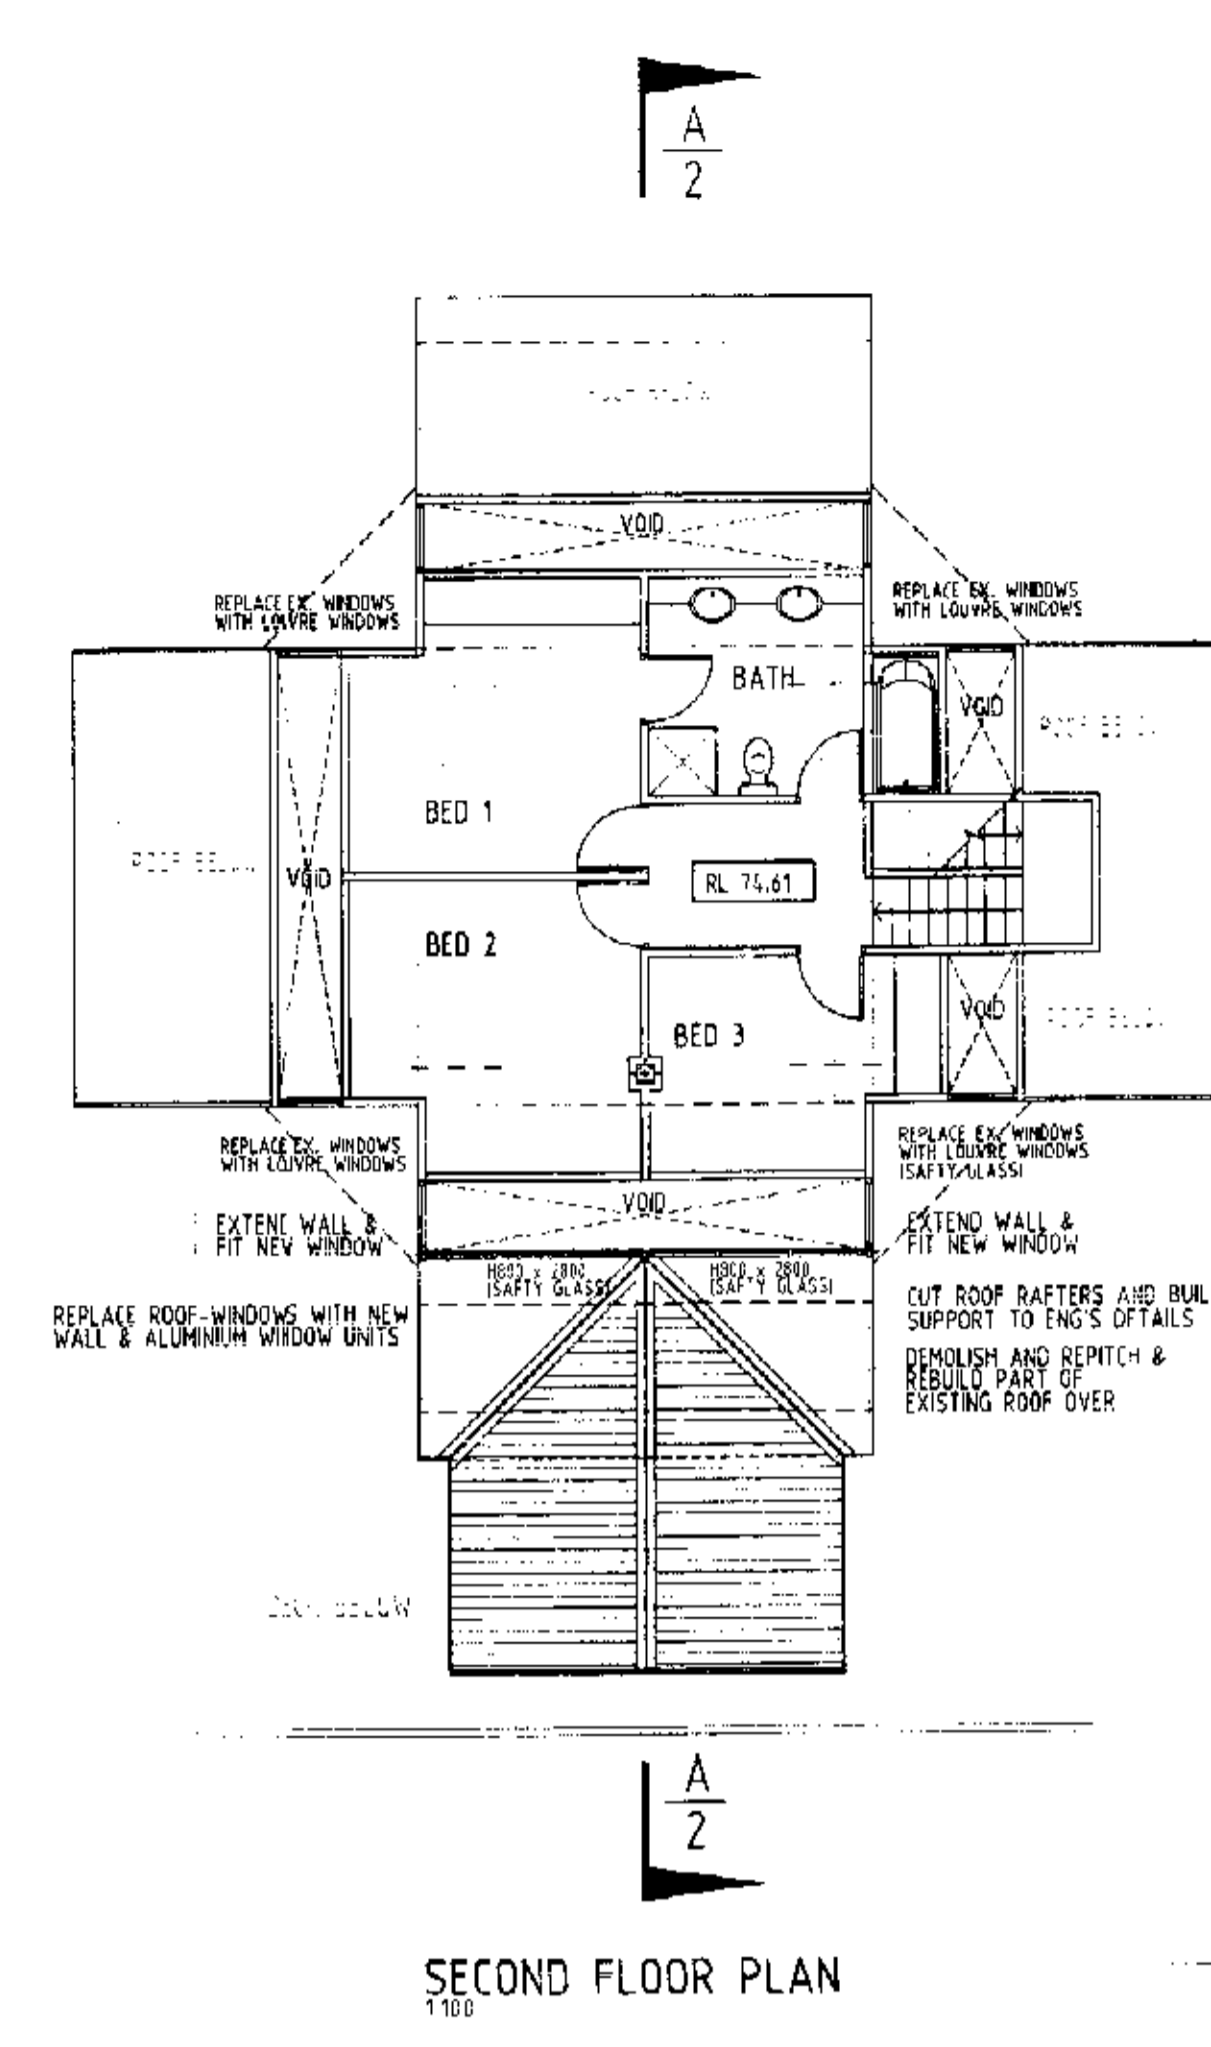 A
2
VOID
REPLACE EX. WINDOWS
WITH LOUVRE WINDOWS
REPLACE EX. WINDOWS
WITH LOUVRE WINDOWS
BATH
VOID
BED 1
VOID
RL 74.61
BED 2
VOID
BED 3
REPLACE EX. WINDOWS
WITH LOUVRE WINDOWS
REPLACE EX. WINDOWS
WITH LOUVRE WINDOWS
(SAFTY GLASS)
VOID
EXTEND WALL &
FIT NEW WINDOW
EXTEND WALL &
FIT NEW WINDOW
(SAFTY GLASS)
H900 x 2800
(SAFTY GLASS)
REPLACE ROOF-WINDOWS WITH NEW
WALL & ALUMINIUM WINDOW UNITS
CUT ROOF RAFTERS AND BUIL
SUPPORT TO ENG'S DETAILS
DEMOLISH AND REPITCH &
REBUILD PART OF
EXISTING ROOF OVER
BELOW
A
2
SECOND FLOOR PLAN
1100